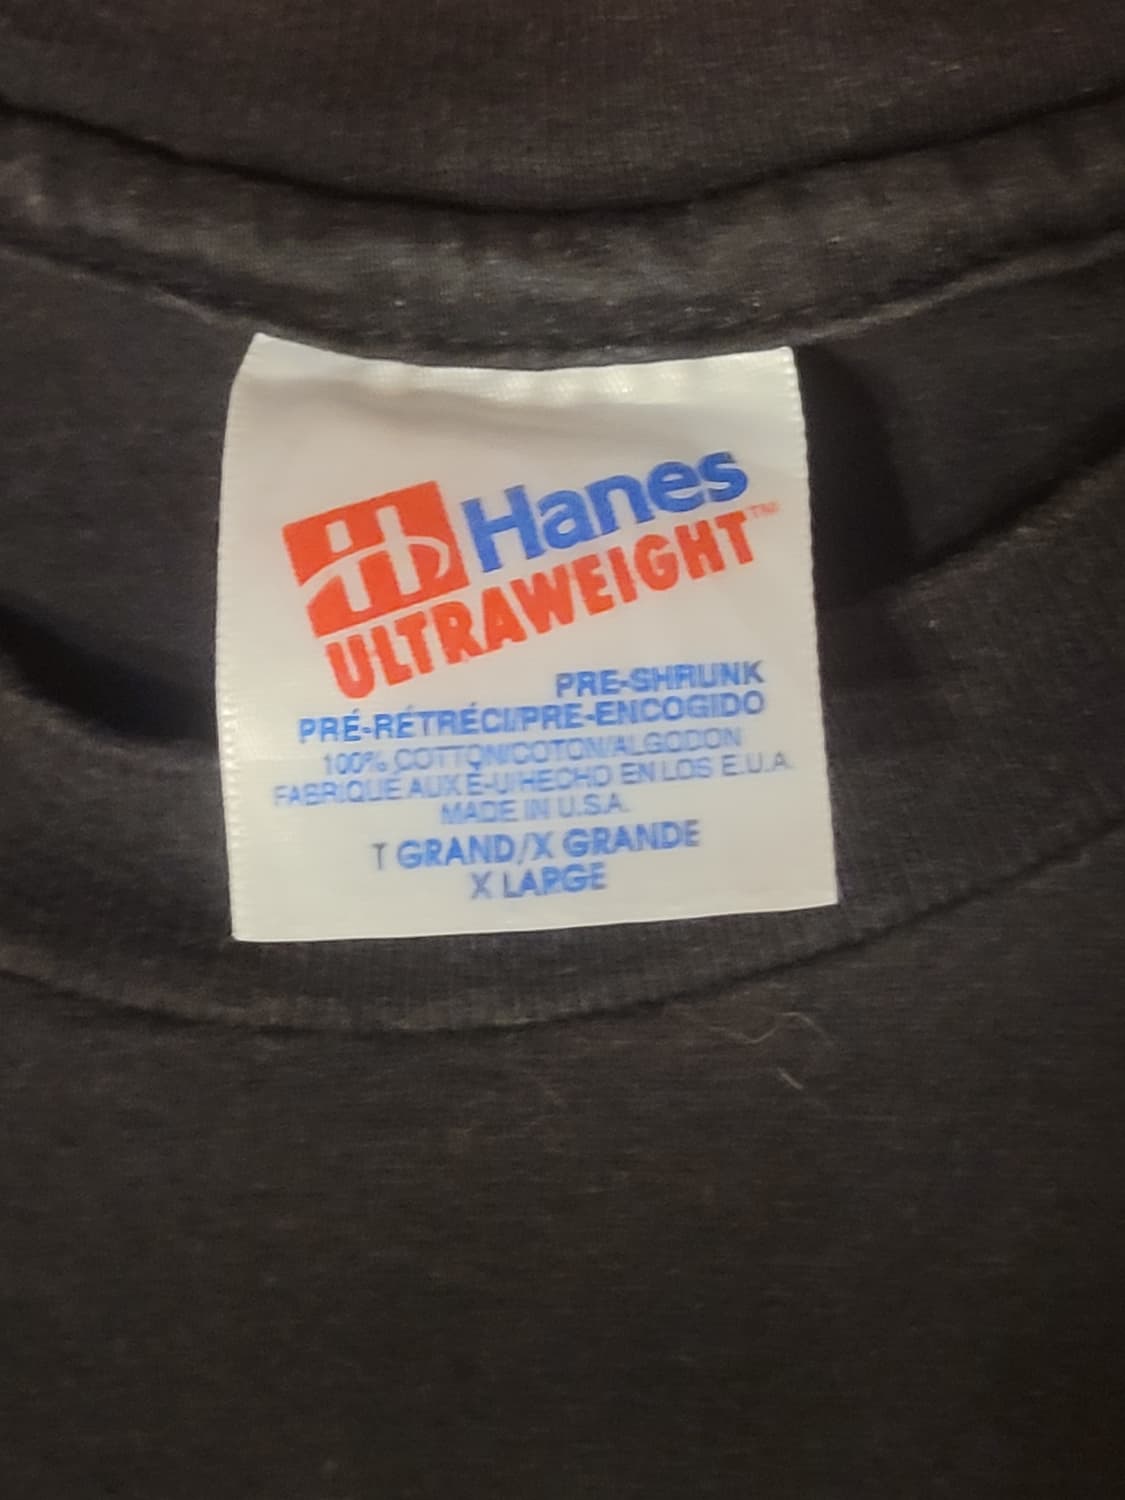 Hanes
ULTRAWEIGHT™
PRE-SHRUNK
PRÉ-RÉTRÉCI/PRE-ENCOGIDO
100% COTTON/COTON/ALGODON
FABRIQUÉ AUX É-U/HECHO EN LOS E.U.A.
MADE IN U.S.A.
T GRAND/X GRANDE
X LARGE